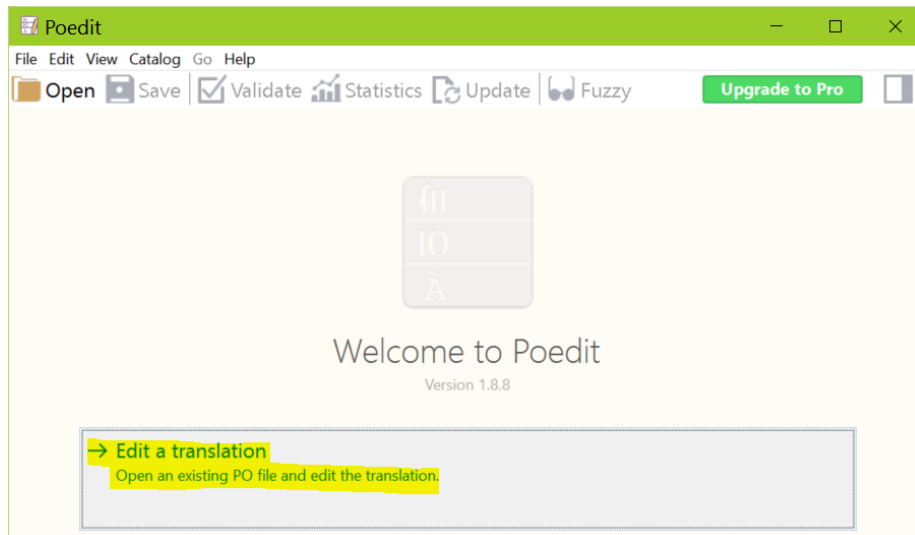 Poedit
File Edit View Catalog Go Help
Open Save Validate Statistics Update Fuzzy Upgrade to Pro
Ю
À
Welcome to Poedit
Version 1.8.8
→ Edit a translation
Open an existing PO file and edit the translation.